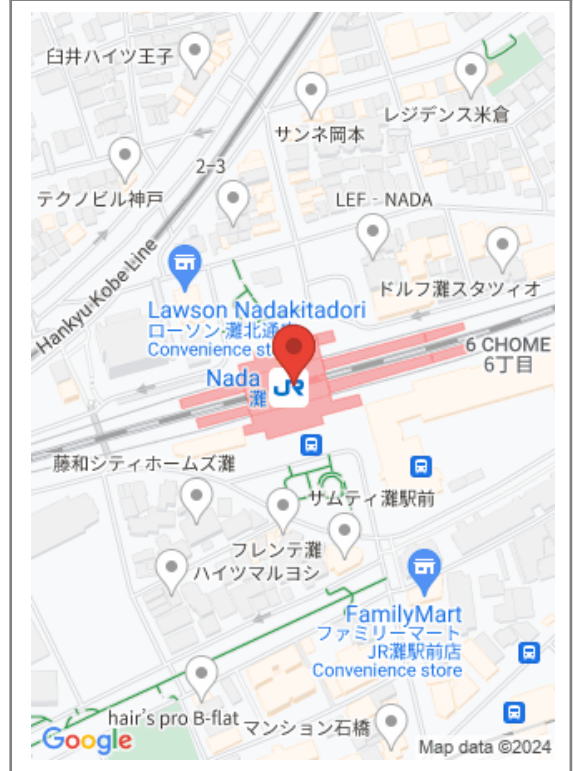 臼井ハイツ王子
サンネ岡本
レジデンス米倉
2-3
テクノビル神戸
LEF - NADA
Hankyu Kobe Line
ドルフ灘スタツィオ
Lawson Nadakitadori
ローソン 灘北通
Convenience
6 CHOME
6丁目
Nada
灘
JR
藤和シティホームズ灘
サムティ灘駅前
フレンテ灘
ハイツマルヨシ
FamilyMart
ファミリーマート
JR灘駅前店
Convenience store
hair's pro B-flat
マンション石橋
Google
Map data ©2024